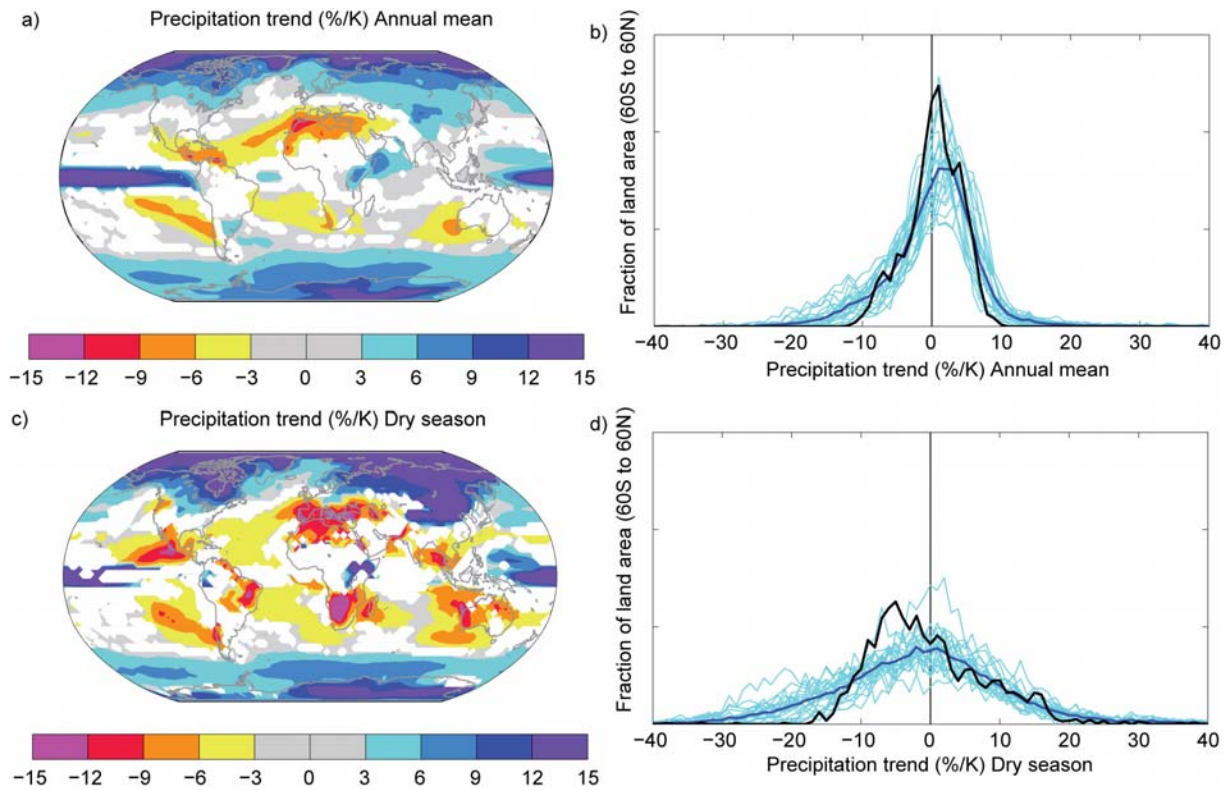 a)
Precipitation trend (%/K) Annual mean
−15 −12 −9 −6 −3 0 3 6 9 12 15
b)
Fraction of land area (60S to 60N)
−40 −30 −20 −10 0 10 20 30 40
Precipitation trend (%/K) Annual mean
c)
Precipitation trend (%/K) Dry season
−15 −12 −9 −6 −3 0 3 6 9 12 15
d)
Fraction of land area (60S to 60N)
−40 −30 −20 −10 0 10 20 30 40
Precipitation trend (%/K) Dry season